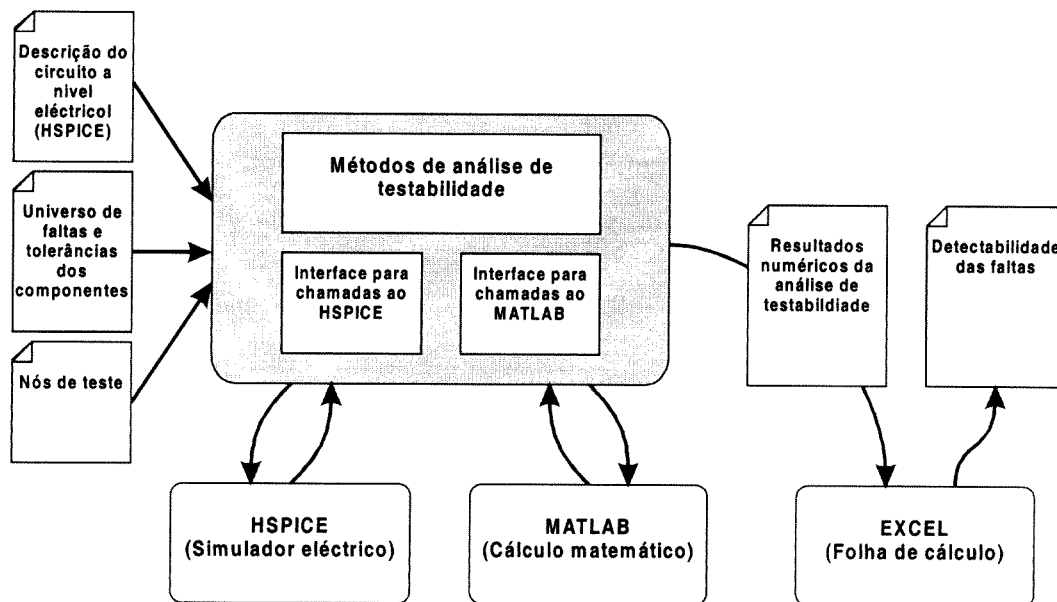 Descrição do
circuito a
nivel
eléctricol
(HSPICE)
Universo de
faltas e
tolerâncias
dos
componentes
Nós de teste
Métodos de análise de
testabilidade
Interface para
chamadas ao
HSPICE
Interface para
chamadas ao
MATLAB
Resultados
numéricos da
análise de
testabildiade
Detectabilidade
das faltas
HSPICE
(Simulador eléctrico)
MATLAB
(Cálculo matemático)
EXCEL
(Folha de cálculo)